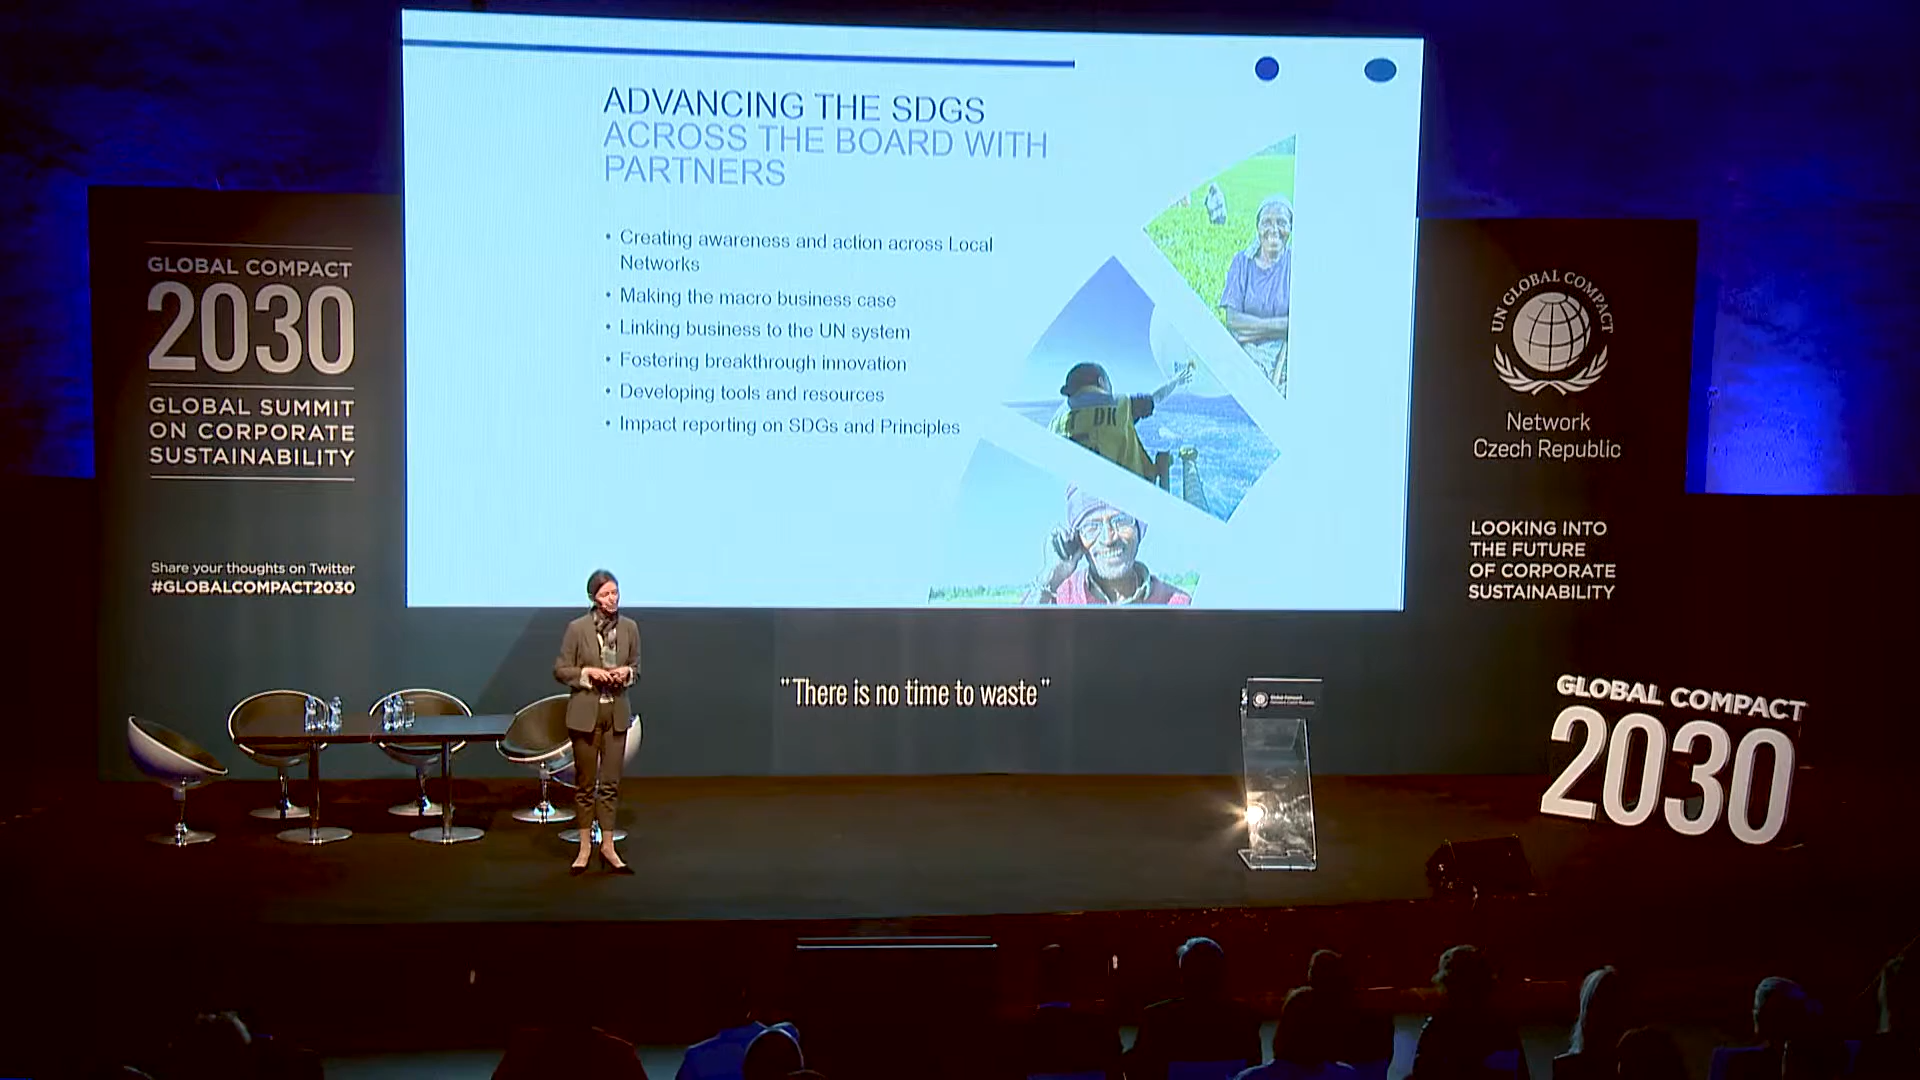 ADVANCING THE SDGS
ACROSS THE BOARD WITH
PARTNERS
• Creating awareness and action across Local
Networks
• Making the macro business case
• Linking business to the UN system
• Fostering breakthrough innovation
• Developing tools and resources
• Impact reporting on SDGs and Principles
DK
GLOBAL COMPACT
2030
GLOBAL SUMMIT
ON CORPORATE
SUSTAINABILITY
Share your thoughts on Twitter
#GLOBALCOMPACT2030
UN GLOBAL COMPACT
Network
Czech Republic
LOOKING INTO
THE FUTURE
OF CORPORATE
SUSTAINABILITY
"There is no time to waste"
GLOBAL COMPACT
2030